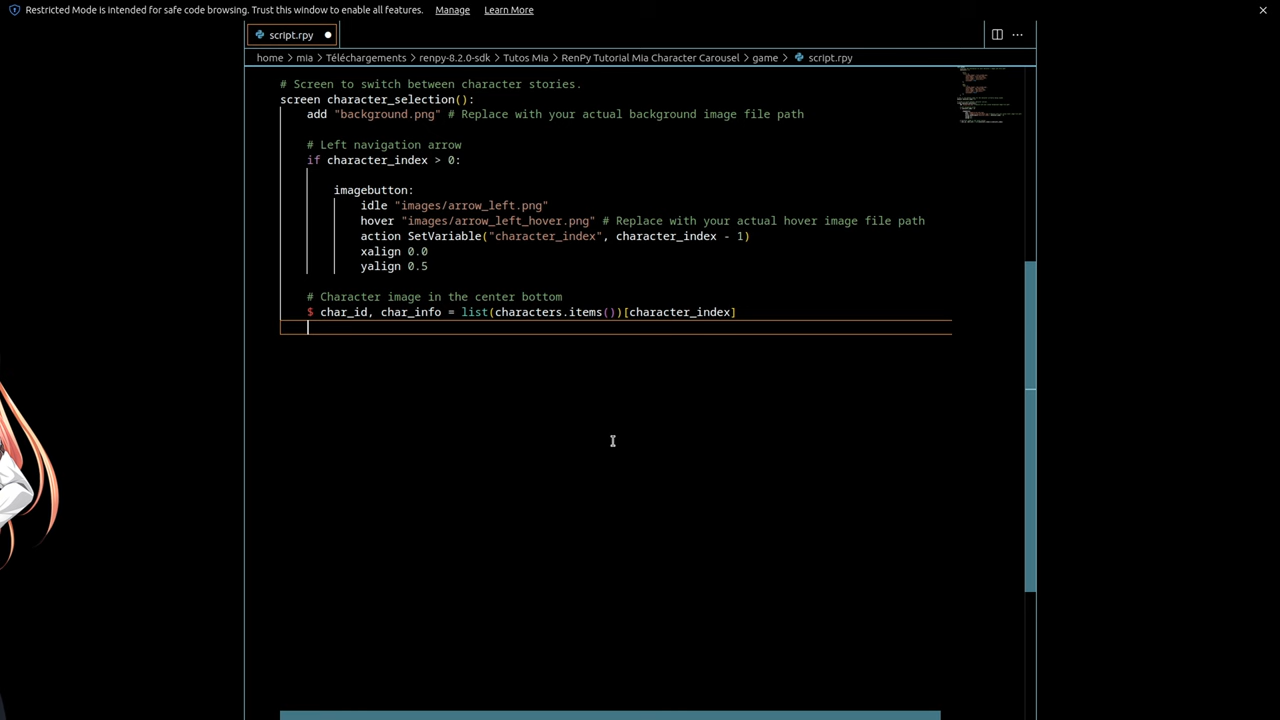 Restricted Mode is intended for safe code browsing. Trust this window to enable all features. Manage Learn More
script.rpy
home > mia > Téléchargements > renpy-8.2.0-sdk > Tutos Mia > RenPy Tutorial Mia Character Carousel > game > script.rpy
# Screen to switch between character stories.
screen character_selection():
add "background.png" # Replace with your actual background image file path
# Left navigation arrow
if character_index > 0:
imagebutton:
idle "images/arrow_left.png"
hover "images/arrow_left_hover.png" # Replace with your actual hover image file path
action SetVariable("character_index", character_index - 1)
xalign 0.0
yalign 0.5
# Character image in the center bottom
$ char_id, char_info = list(characters.items())[character_index]